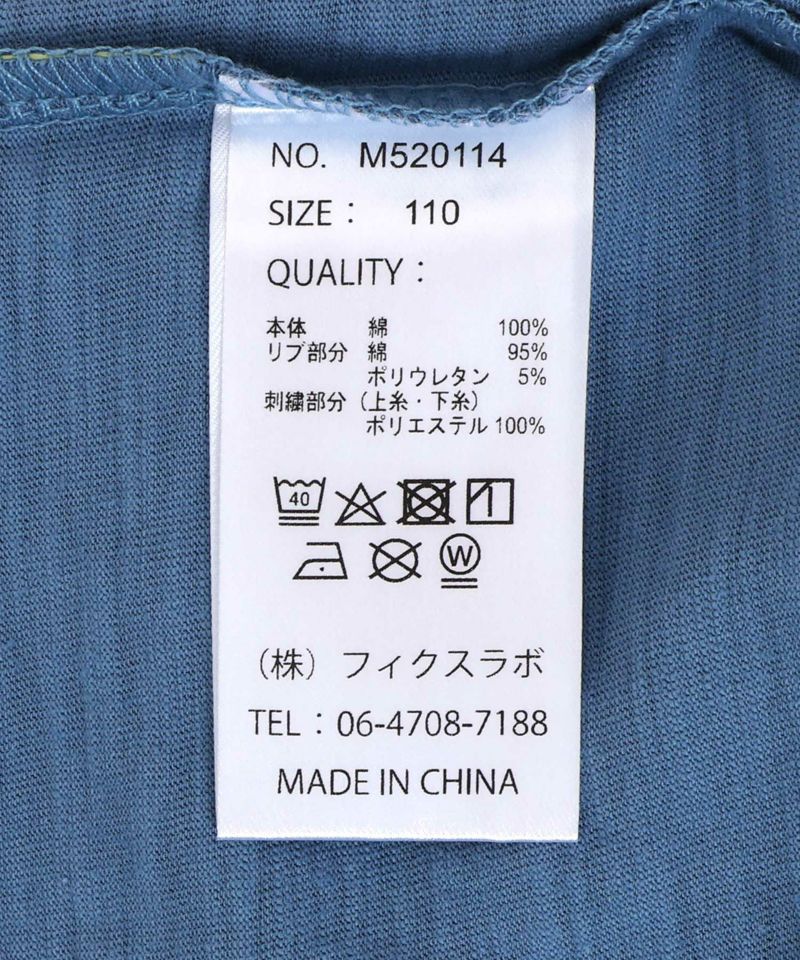 NO. M520114
SIZE： 110
QUALITY：
本体 綿 100%
リブ部分 綿 95%
ポリウレタン 5%
刺繍部分（上糸・下糸）
ポリエステル 100%
40
W
（株）フィクスラボ
TEL：06-4708-7188
MADE IN CHINA